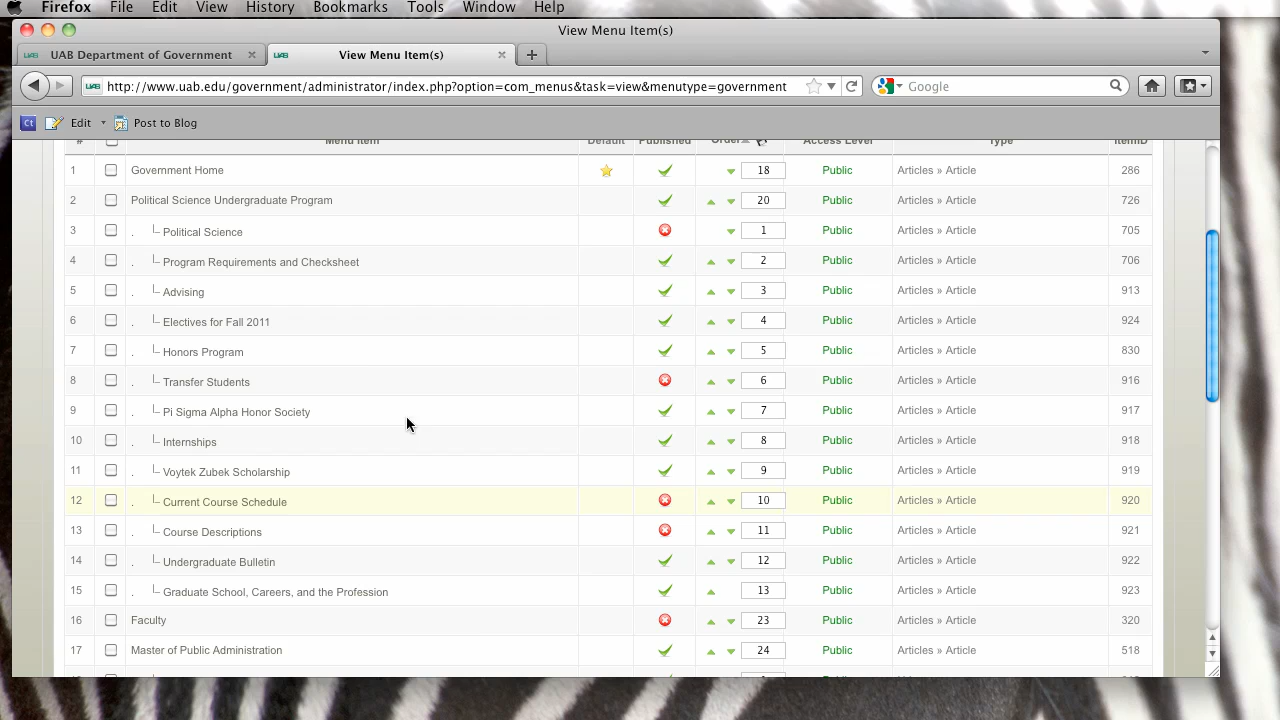 Firefox File Edit View History Bookmarks Tools Window Help
View Menu Item(s)
UAB UAB Department of Government
UAB View Menu Item(s)
UAB http://www.uab.edu/government/administrator/index.php?option=com_menus&task=view&menutype=government
Google
Ct Edit Post to Blog
# Menu Item Default Published Order Access Level Type ItemID
1 Government Home 18 Public Articles » Article 286
2 Political Science Undergraduate Program 20 Public Articles » Article 726
3 . Political Science 1 Public Articles » Article 705
4 . Program Requirements and Checksheet 2 Public Articles » Article 706
5 . Advising 3 Public Articles » Article 913
6 . Electives for Fall 2011 4 Public Articles » Article 924
7 . Honors Program 5 Public Articles » Article 830
8 . Transfer Students 6 Public Articles » Article 916
9 . Pi Sigma Alpha Honor Society 7 Public Articles » Article 917
10 . Internships 8 Public Articles » Article 918
11 . Voytek Zubek Scholarship 9 Public Articles » Article 919
12 . Current Course Schedule 10 Public Articles » Article 920
13 . Course Descriptions 11 Public Articles » Article 921
14 . Undergraduate Bulletin 12 Public Articles » Article 922
15 . Graduate School, Careers, and the Profession 13 Public Articles » Article 923
16 Faculty 23 Public Articles » Article 320
17 Master of Public Administration 24 Public Articles » Article 518